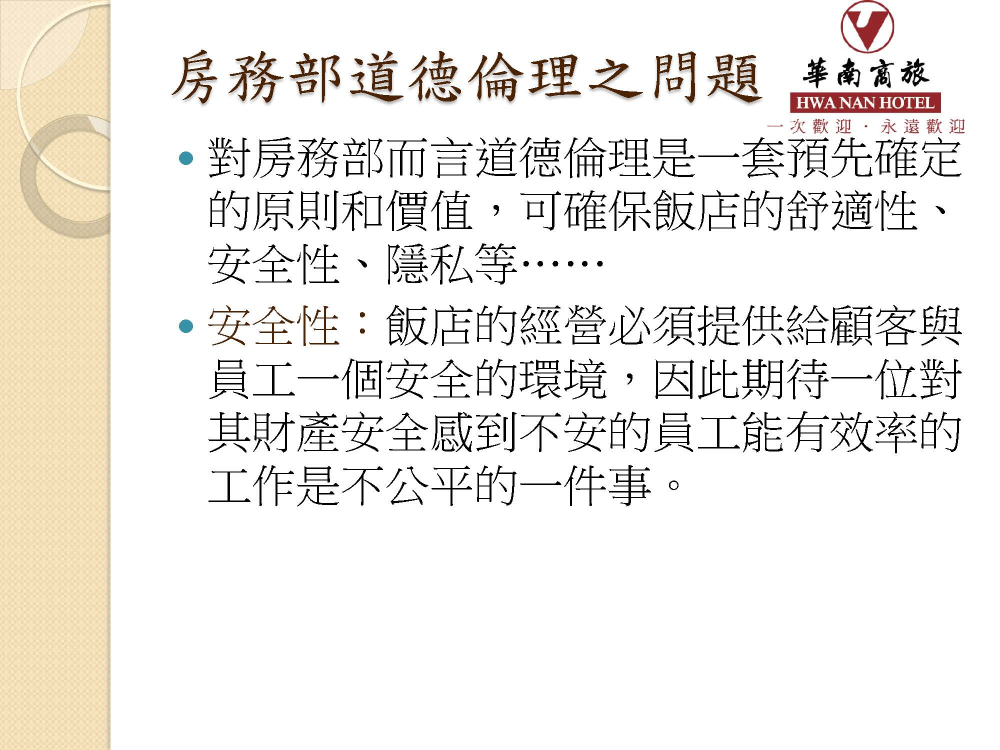 房務部道德倫理之問題
華南商旅
HWA NAN HOTEL
一次歡迎·永遠歡迎
• 對房務部而言道德倫理是一套預先確定
的原則和價值，可確保飯店的舒適性、
安全性、隱私等……
• 安全性：飯店的經營必須提供給顧客與
員工一個安全的環境，因此期待一位對
其財產安全感到不安的員工能有效率的
工作是不公平的一件事。